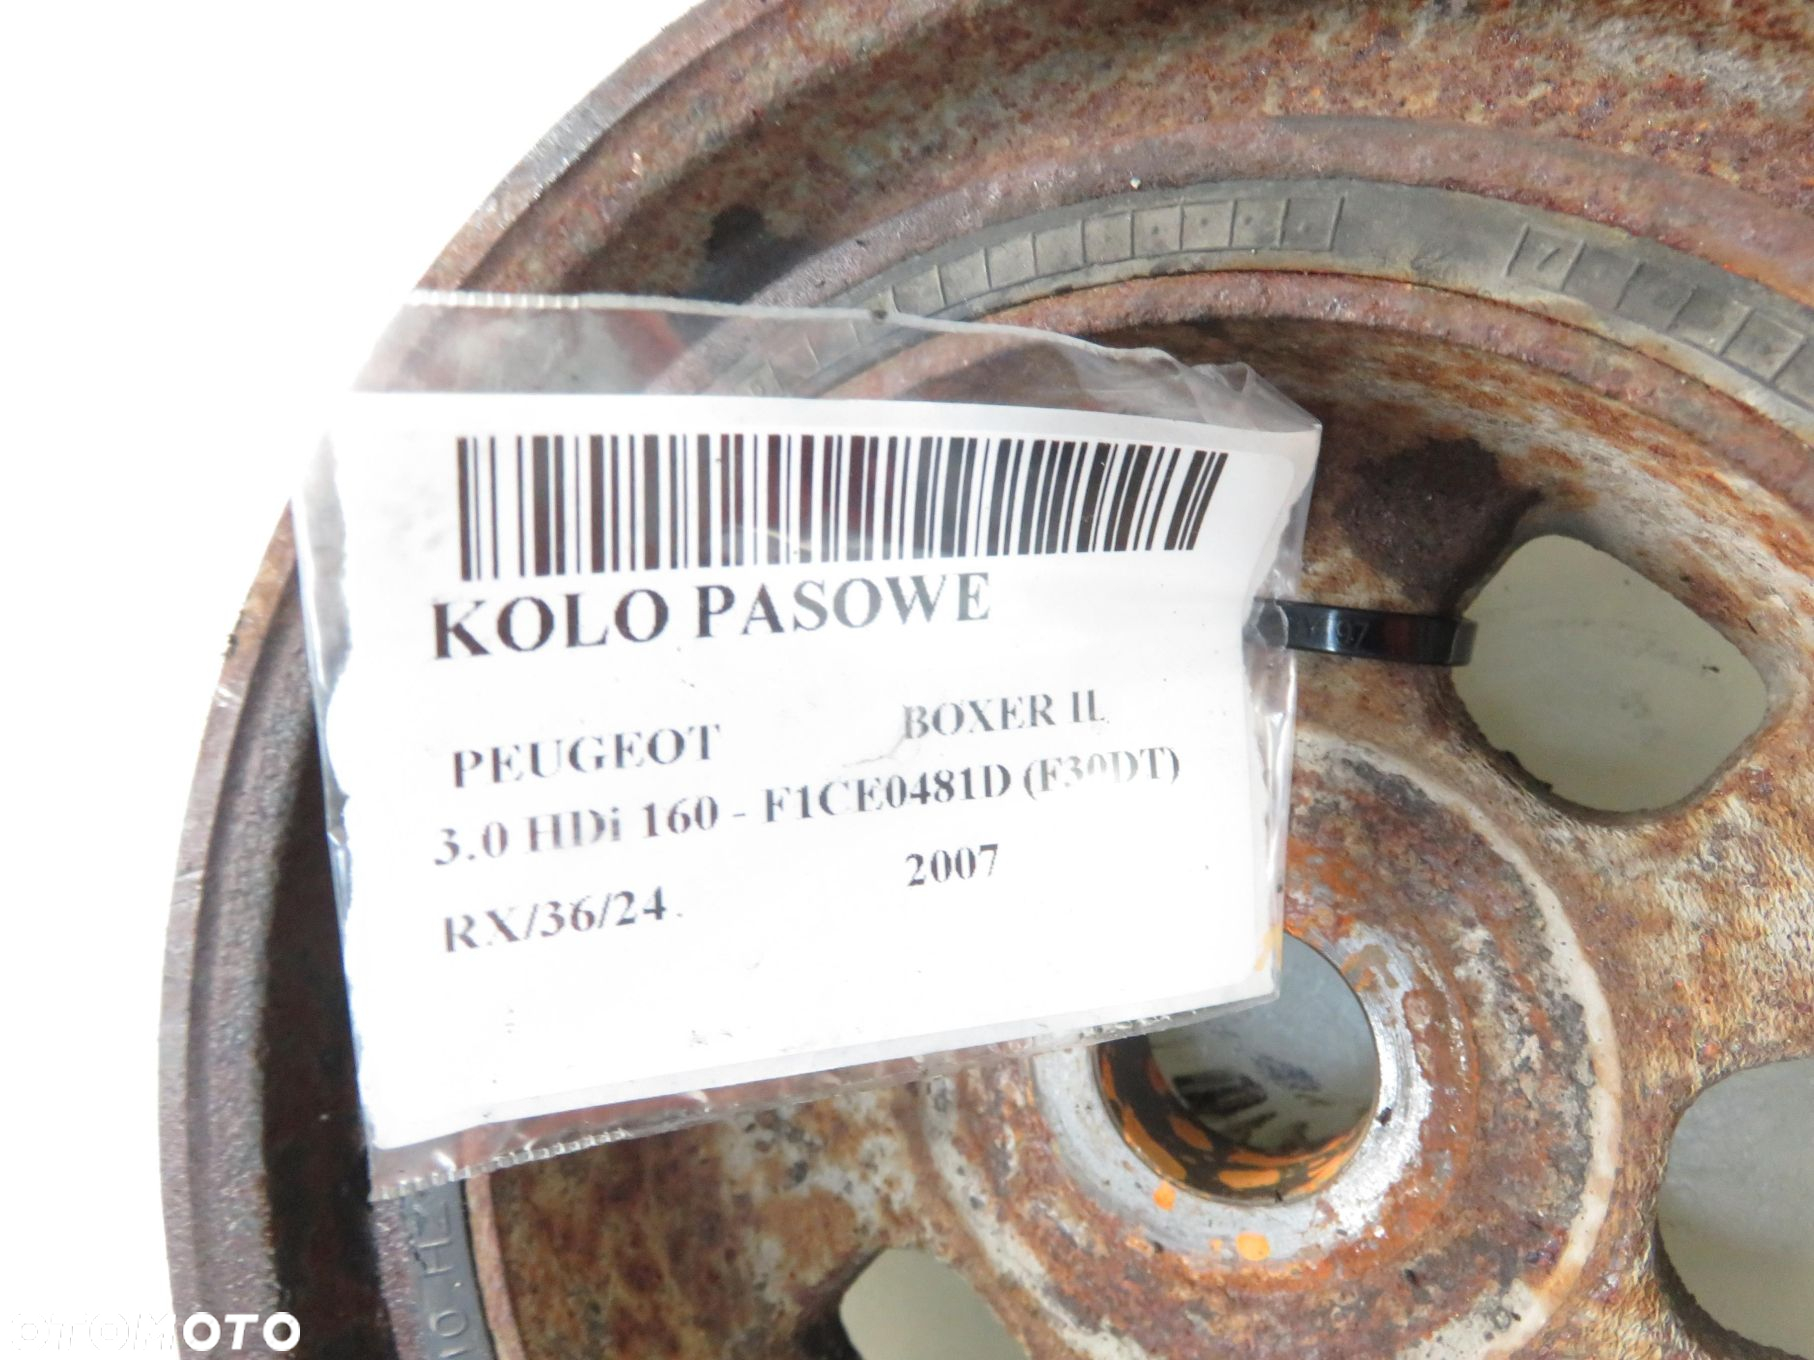 KOLO PASOWE
PEUGEOT BOXER II
3.0 HDi 160 - F1CE0481D (F30DT)
RX/36/24 2007
OTOMOTO